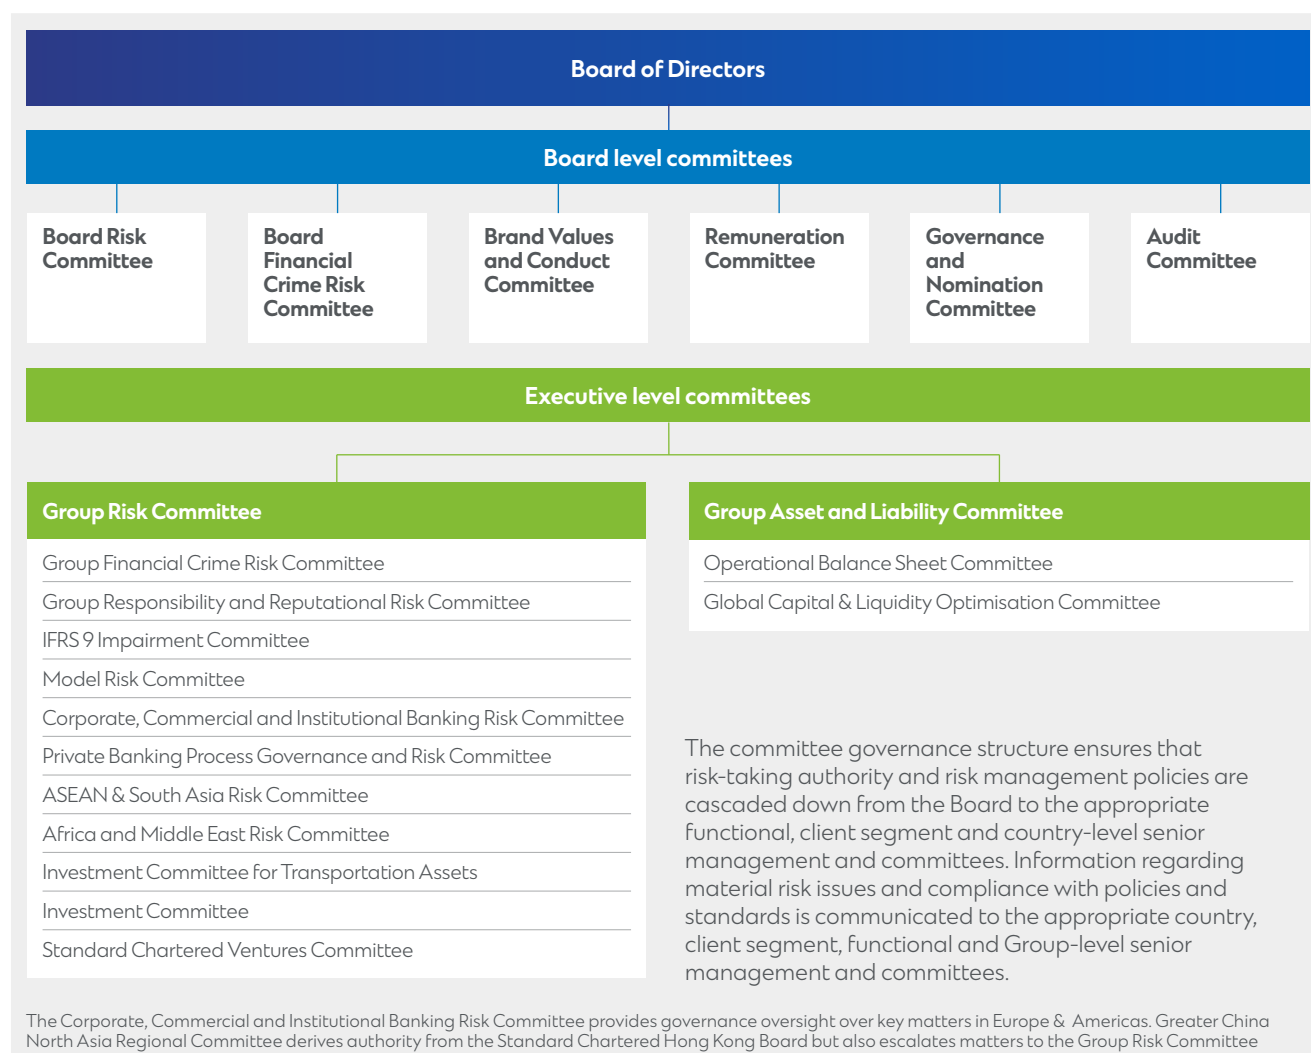 Board of Directors
Board level committees
Board Risk
Committee
Board
Financial
Crime Risk
Committee
Brand Values
and Conduct
Committee
Remuneration
Committee
Governance
and
Nomination
Committee
Audit
Committee
Executive level committees
Group Risk Committee
Group Financial Crime Risk Committee
Group Responsibility and Reputational Risk Committee
IFRS 9 Impairment Committee
Model Risk Committee
Corporate, Commercial and Institutional Banking Risk Committee
Private Banking Process Governance and Risk Committee
ASEAN & South Asia Risk Committee
Africa and Middle East Risk Committee
Investment Committee for Transportation Assets
Investment Committee
Standard Chartered Ventures Committee
Group Asset and Liability Committee
Operational Balance Sheet Committee
Global Capital & Liquidity Optimisation Committee
The committee governance structure ensures that
risk-taking authority and risk management policies are
cascaded down from the Board to the appropriate
functional, client segment and country-level senior
management and committees. Information regarding
material risk issues and compliance with policies and
standards is communicated to the appropriate country,
client segment, functional and Group-level senior
management and committees.
The Corporate, Commercial and Institutional Banking Risk Committee provides governance oversight over key matters in Europe & Americas. Greater China
North Asia Regional Committee derives authority from the Standard Chartered Hong Kong Board but also escalates matters to the Group Risk Committee